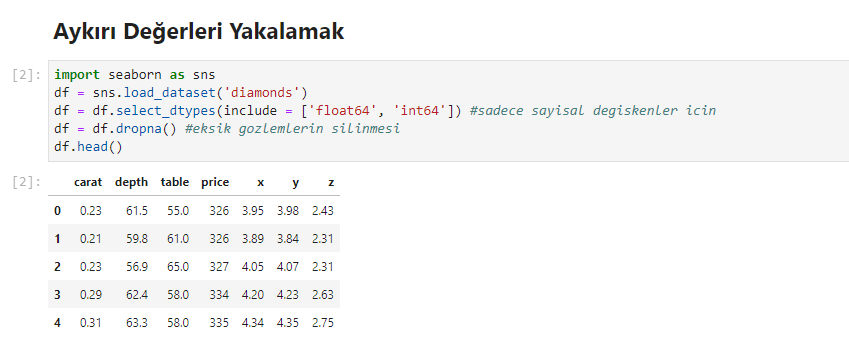 Aykırı Değerleri Yakalamak
[2]: import seaborn as sns
df = sns.load_dataset('diamonds')
df = df.select_dtypes(include = ['float64', 'int64']) #sadece sayisal degiskenler icin
df = df.dropna() #eksik gozlemlerin silinmesi
df.head()
[2]: carat depth table price x y z
0 0.23 61.5 55.0 326 3.95 3.98 2.43
1 0.21 59.8 61.0 326 3.89 3.84 2.31
2 0.23 56.9 65.0 327 4.05 4.07 2.31
3 0.29 62.4 58.0 334 4.20 4.23 2.63
4 0.31 63.3 58.0 335 4.34 4.35 2.75